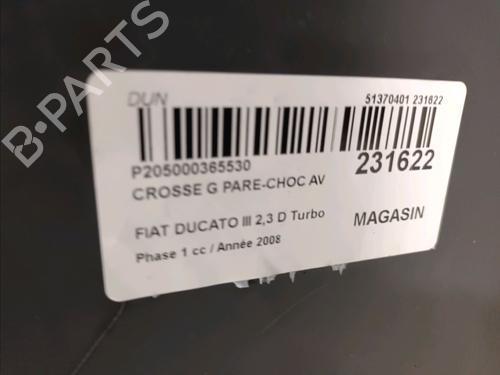 B-PARTS
DUN
51370401 231622
P205000365530
231622
CROSSE G PARE-CHOC AV
FIAT DUCATO III 2,3 D Turbo
MAGASIN
Phase 1 cc / Année 2008